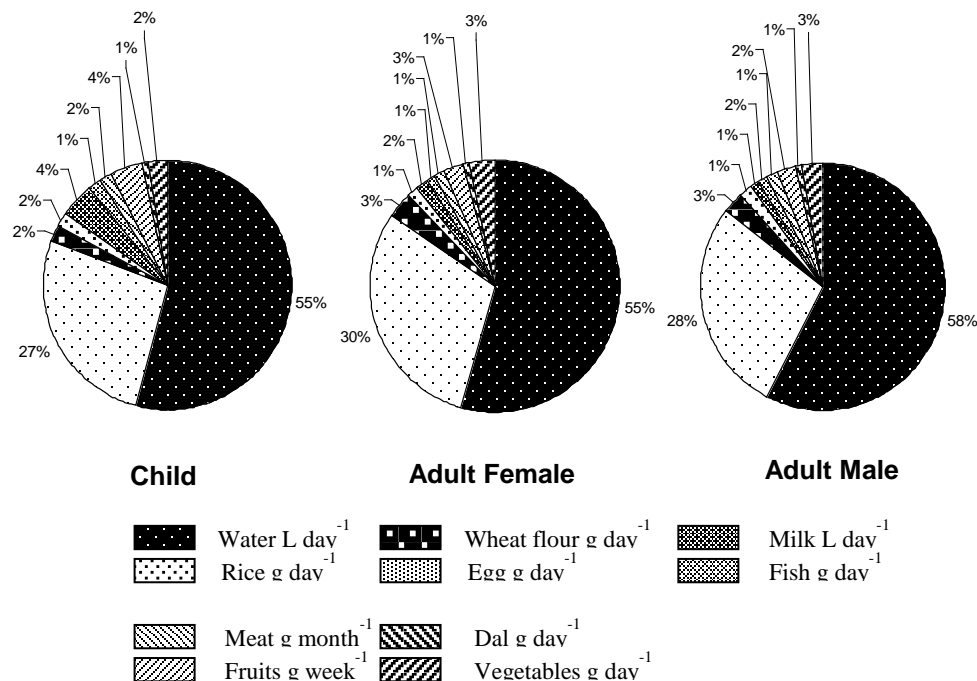 2% 3% 1% 3%
1% 1% 2%
4% 3% 1%
2% 1% 2%
1% 1% 1%
4% 2% 1%
2% 1% 3%
2% 3%
55% 55% 58%
27% 30% 28%
Child Adult Female Adult Male
Water L day-1 Wheat flour g day-1 Milk L day-1
Rice g day-1 Egg g day-1 Fish g day-1
Meat g month-1 Dal g day-1
Fruits g week-1 Vegetables g day-1